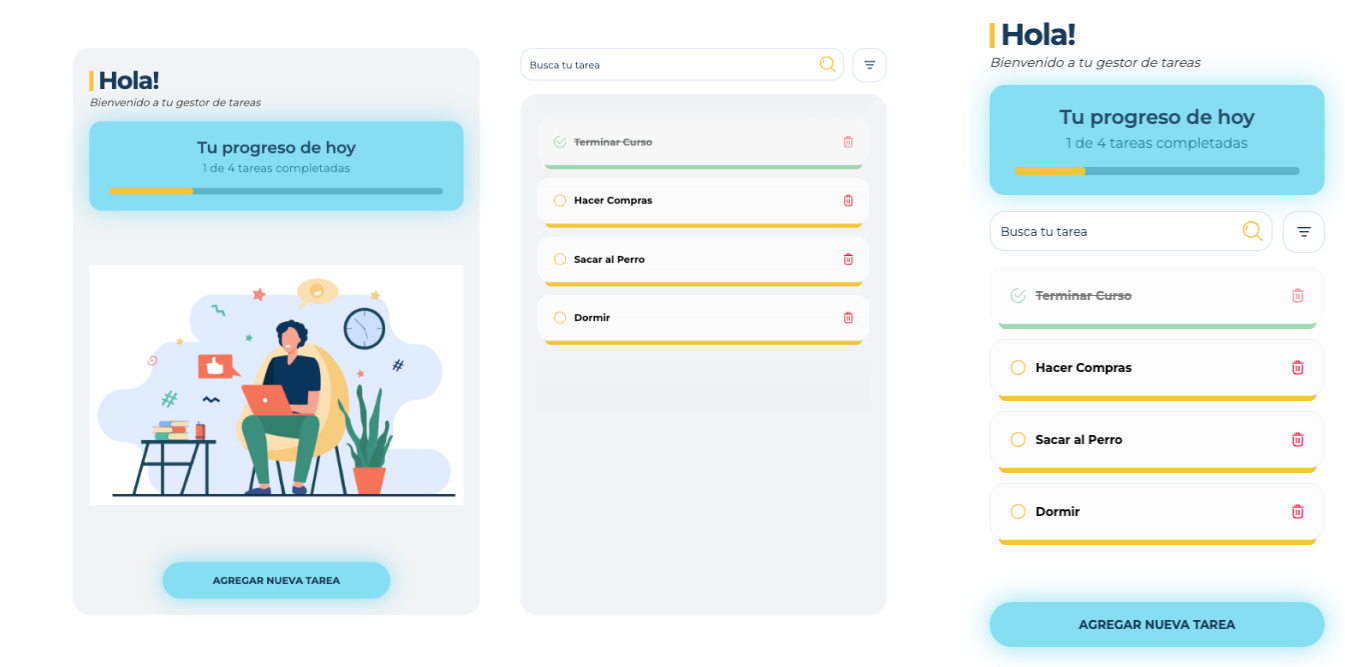 Hola!
Bienvenido a tu gestor de tareas
Tu progreso de hoy
1 de 4 tareas completadas
#
#
AGREGAR NUEVA TAREA
Busca tu tarea
Terminar Curso
Hacer Compras
Sacar al Perro
Dormir
Hola!
Bienvenido a tu gestor de tareas
Tu progreso de hoy
1 de 4 tareas completadas
Busca tu tarea
Terminar Curso
Hacer Compras
Sacar al Perro
Dormir
AGREGAR NUEVA TAREA